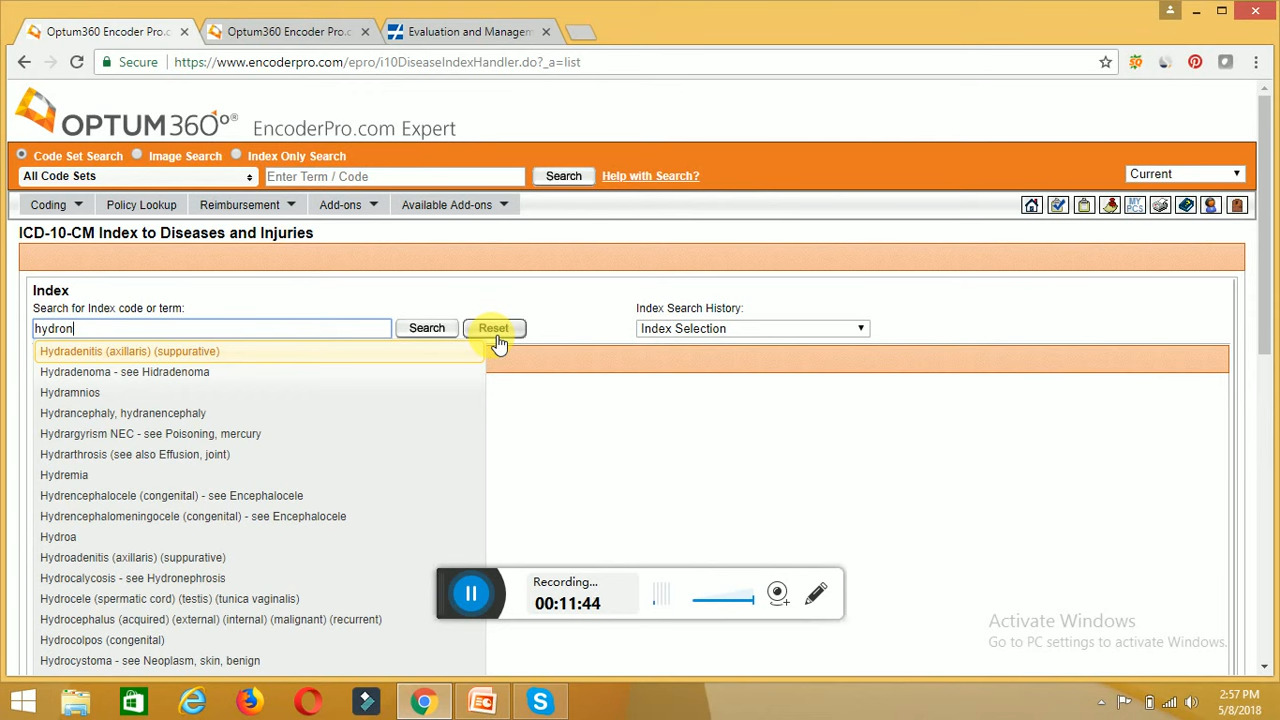 Optum360 Encoder Pro.c
Optum360 Encoder Pro.c
Evaluation and Managem
Secure
https://www.encoderpro.com/epro/i10DiseaseIndexHandler.do?_a=list
OPTUM360° EncoderPro.com Expert
Code Set Search Image Search Index Only Search
All Code Sets Enter Term / Code Search Help with Search? Current
Coding Policy Lookup Reimbursement Add-ons Available Add-ons
MY PCS
ICD-10-CM Index to Diseases and Injuries
Index
Search for Index code or term: Index Search History:
hydron Search Reset Index Selection
Hydradenitis (axillaris) (suppurative)
Hydradenoma - see Hidradenoma
Hydramnios
Hydrancephaly, hydranencephaly
Hydrargyrism NEC - see Poisoning, mercury
Hydrarthrosis (see also Effusion, joint)
Hydremia
Hydrencephalocele (congenital) - see Encephalocele
Hydrencephalomeningocele (congenital) - see Encephalocele
Hydroa
Hydroadenitis (axillaris) (suppurative)
Hydrocalycosis - see Hydronephrosis
Hydrocele (spermatic cord) (testis) (tunica vaginalis)
Hydrocephalus (acquired) (external) (internal) (malignant) (recurrent)
Hydrocolpos (congenital)
Hydrocystoma - see Neoplasm, skin, benign
Recording...
00:11:44
Activate Windows
Go to PC settings to activate Windows.
2:57 PM
5/8/2018